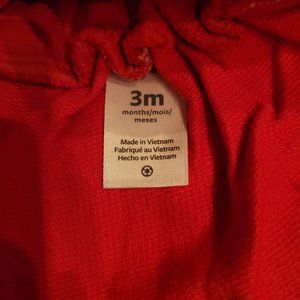 3m
months/mois/
meses
Made in Vietnam
Fabriqué au Vietnam
Hecho en Vietnam